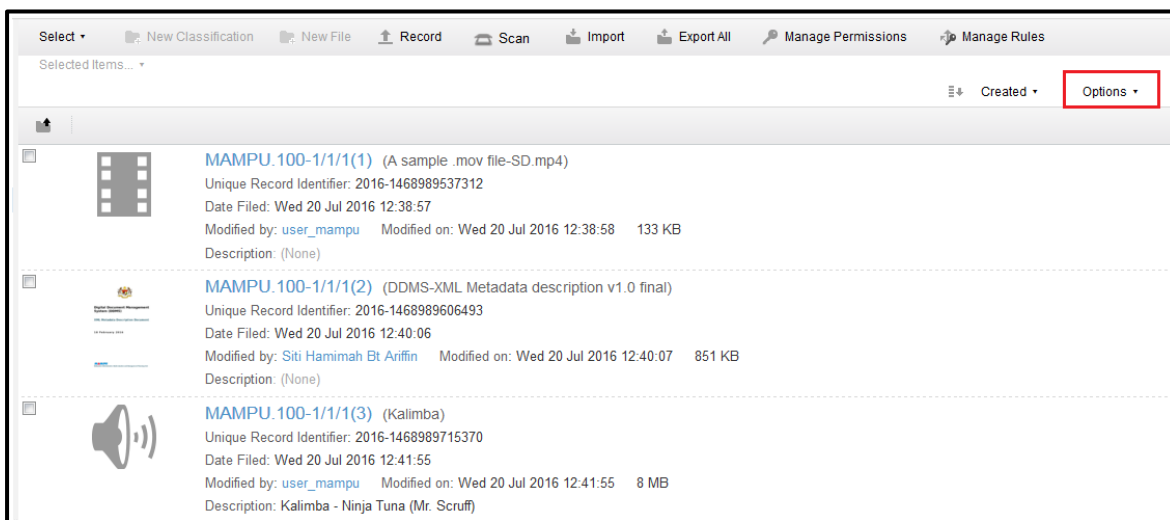 Select New Classification New File Record Scan Import Export All Manage Permissions Manage Rules
Selected Items...
Created Options
MAMPU.100-1/1/1(1) (A sample .mov file-SD.mp4)
Unique Record Identifier: 2016-1468989537312
Date Filed: Wed 20 Jul 2016 12:38:57
Modified by: user_mampu Modified on: Wed 20 Jul 2016 12:38:58 133 KB
Description: (None)
MAMPU.100-1/1/1(2) (DDMS-XML Metadata description v1.0 final)
Unique Record Identifier: 2016-1468989606493
Date Filed: Wed 20 Jul 2016 12:40:06
Modified by: Siti Hamimah Bt Ariffin Modified on: Wed 20 Jul 2016 12:40:07 851 KB
Description: (None)
Digital Document Management
System (DDMS)
MAMPU.100-1/1/1(3) (Kalimba)
Unique Record Identifier: 2016-1468989715370
Date Filed: Wed 20 Jul 2016 12:41:55
Modified by: user_mampu Modified on: Wed 20 Jul 2016 12:41:55 8 MB
Description: Kalimba - Ninja Tuna (Mr. Scruff)